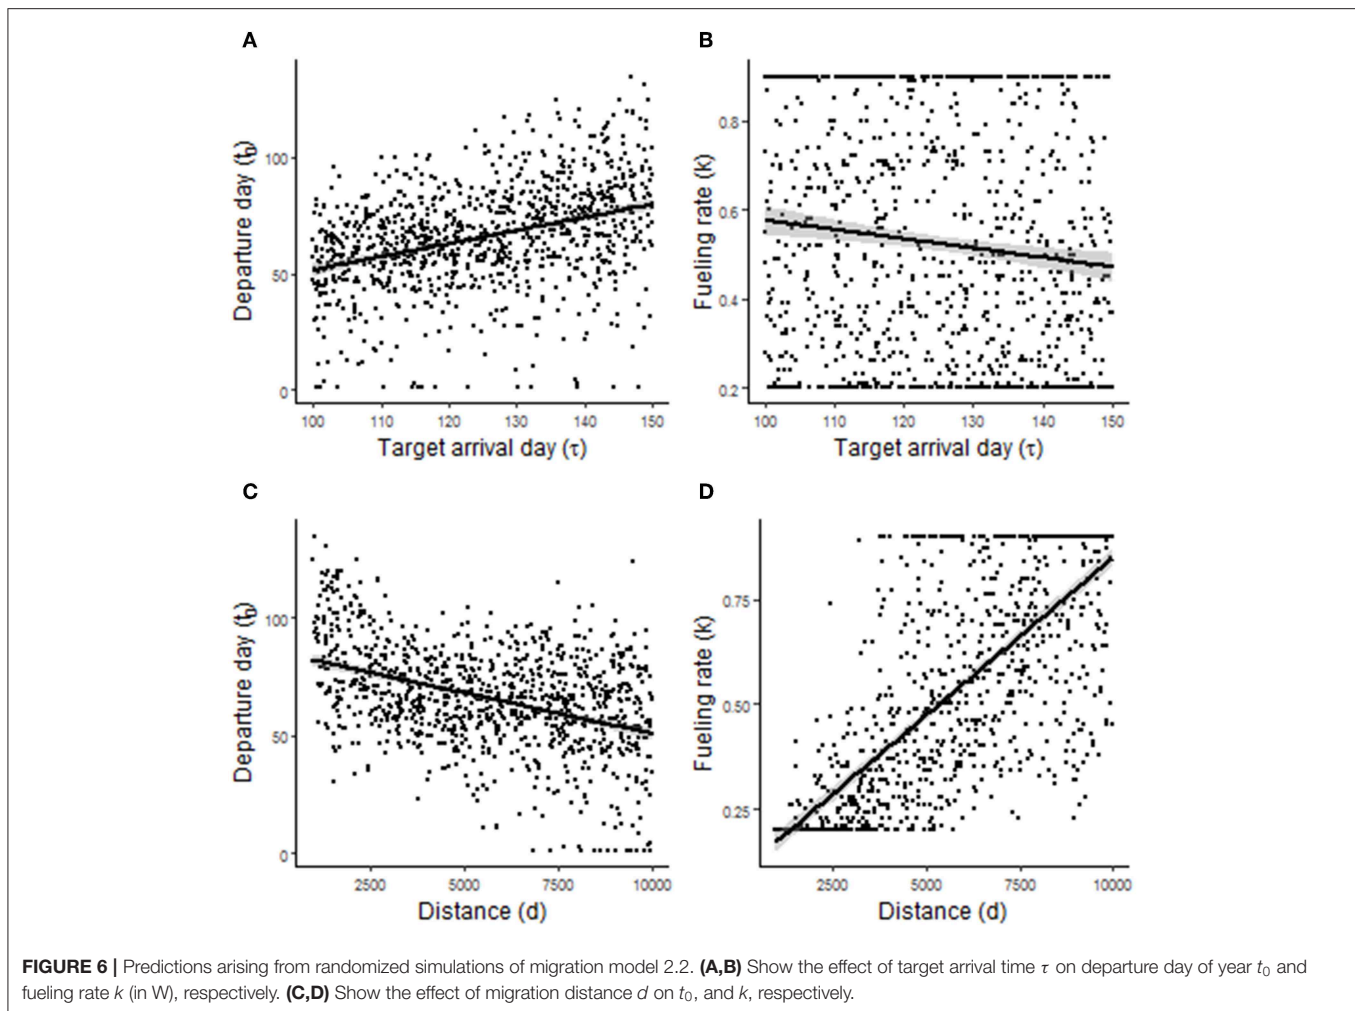 A
B
Departure day (t0)
100
50
0
100 110 120 130 140 150
Target arrival day (τ)
Fueling rate (k)
0.8
0.6
0.4
0.2
100 110 120 130 140 150
Target arrival day (τ)
C
D
Departure day (t0)
100
50
0
2500 5000 7500 10000
Distance (d)
Fueling rate (k)
0.75
0.50
0.25
2500 5000 7500 10000
Distance (d)
FIGURE 6 | Predictions arising from randomized simulations of migration model 2.2. (A,B) Show the effect of target arrival time τ on departure day of year t0 and
fueling rate k (in W), respectively. (C,D) Show the effect of migration distance d on t0, and k, respectively.